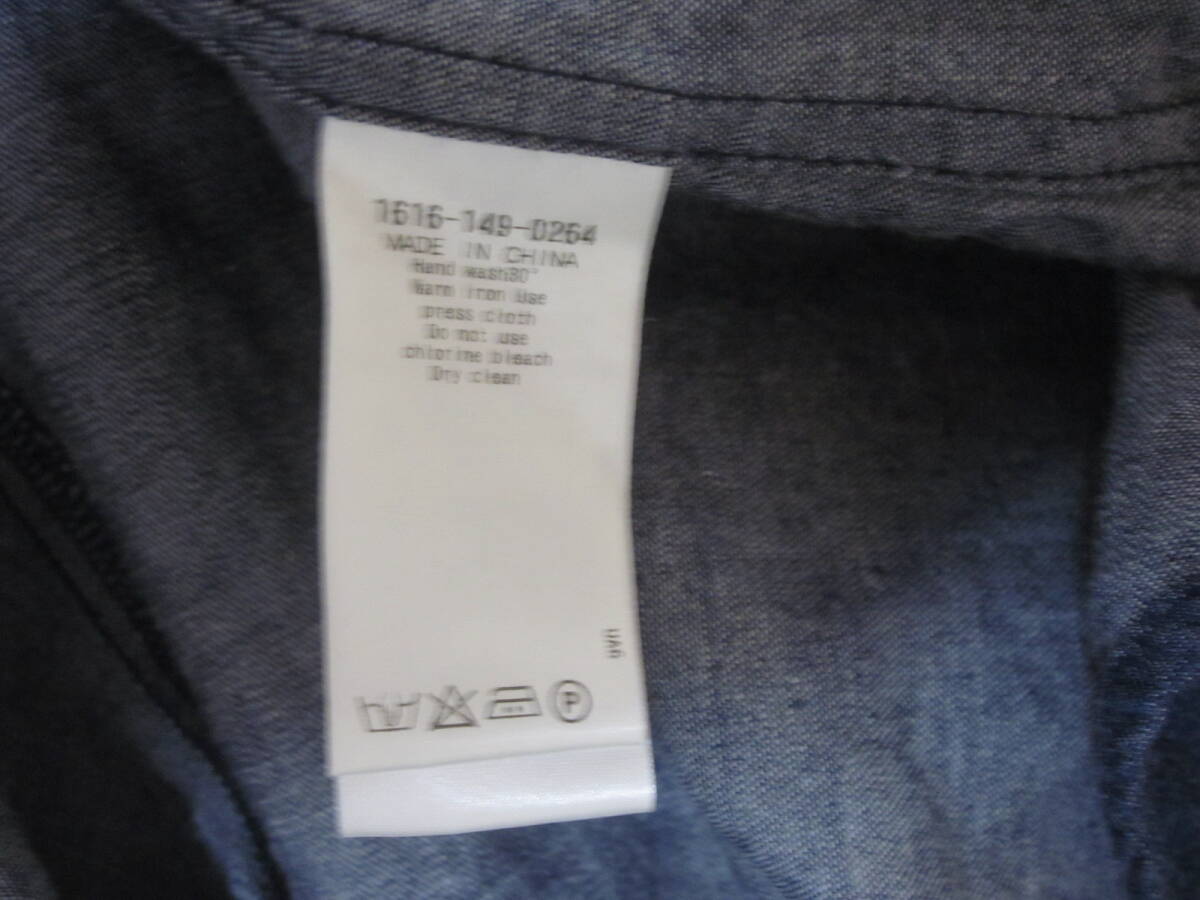 1616-149-0264
MADE IN CHINA
Hand wash30°
Warm iron Use
press cloth
Do not use
chlorine bleach
Dry clean
P